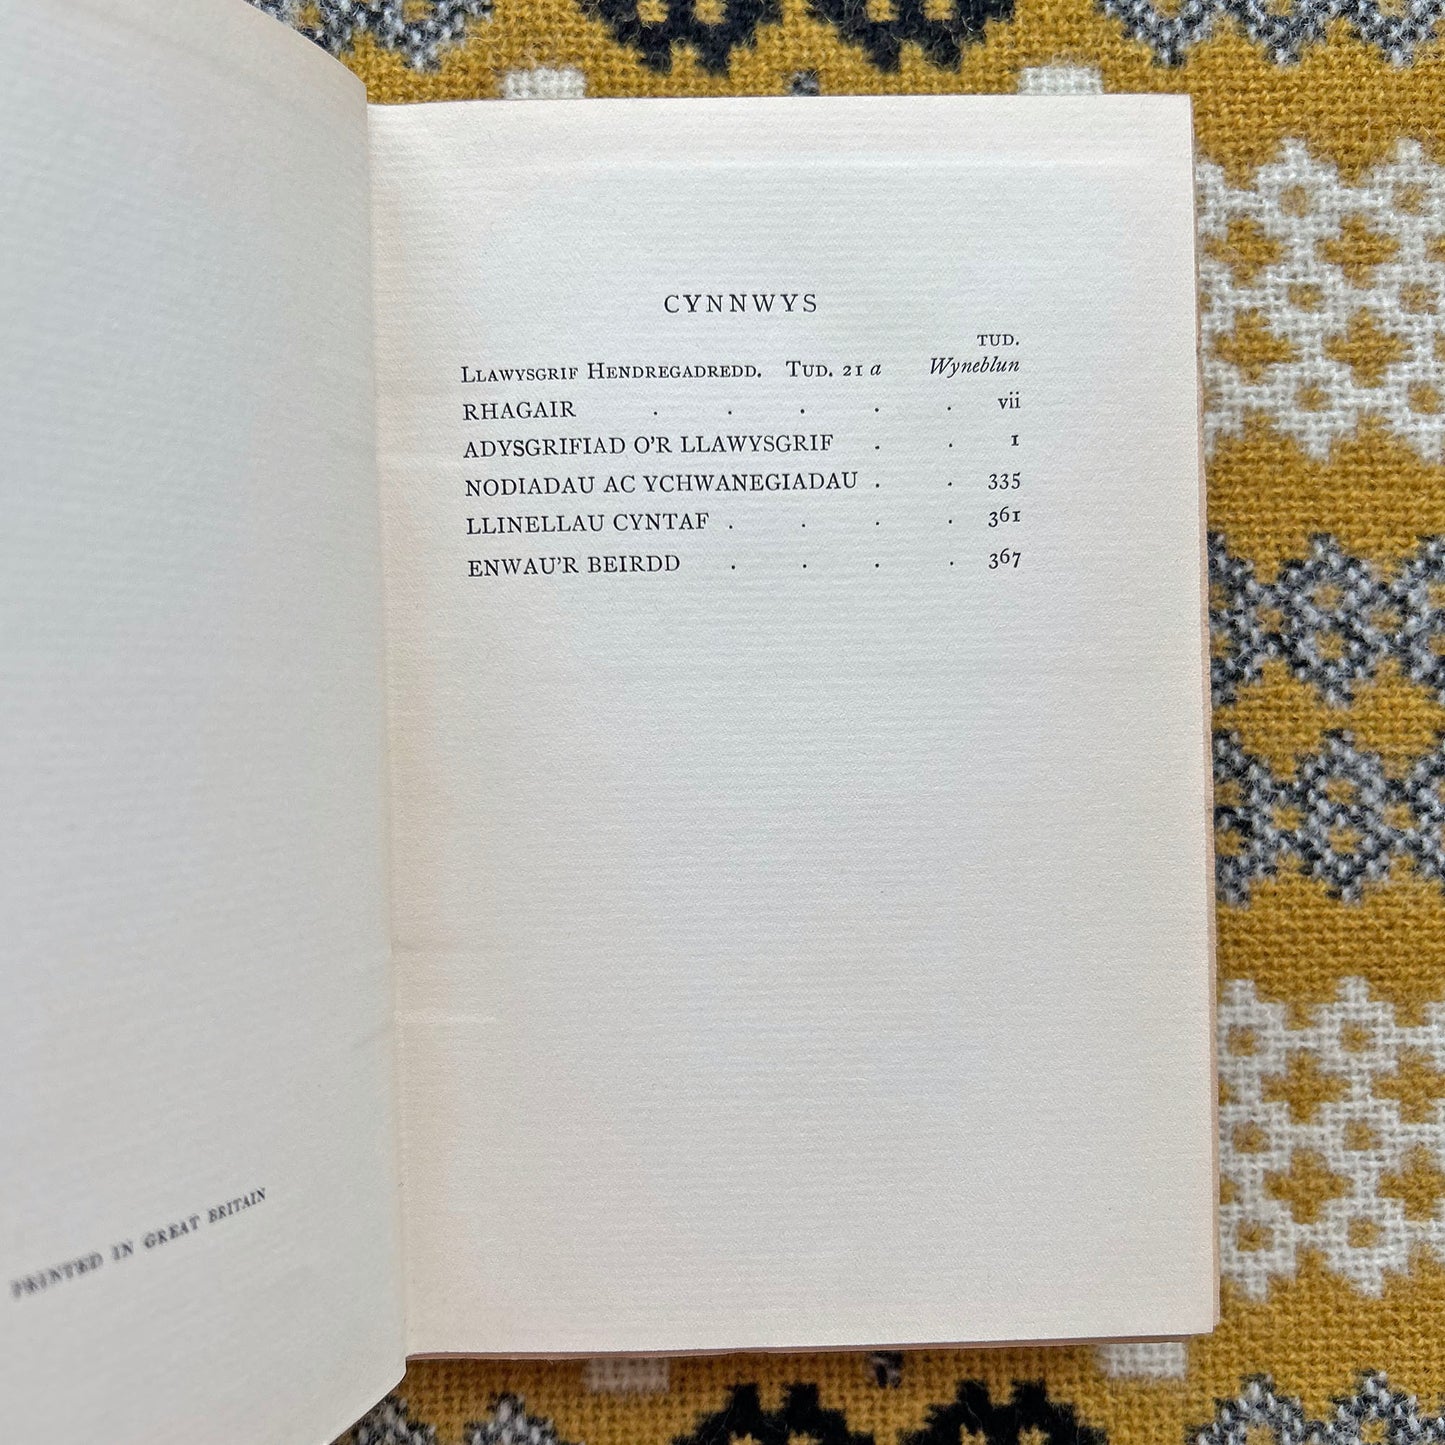 PRINTED IN GREAT BRITAIN
CYNNWYS
TUD.
LLAWYSGRIF HENDREGADREDD. TUD. 21 a Wyneblun
RHAGAIR . . . . . vii
ADYSGRIFIAD O'R LLAWYSGRIF . . 1
NODIADAU AC YCHWANEGIADAU . . 335
LLINELLAU CYNTAF . . . . 361
ENWAU'R BEIRDD . . . . 367